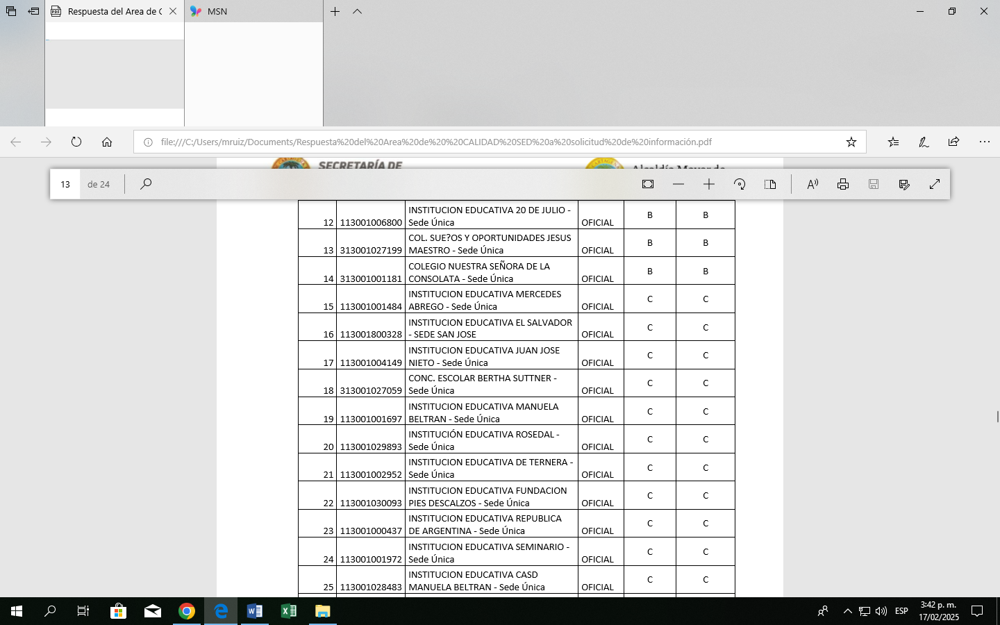 Respuesta del Area de C
MSN
file:///C:/Users/mruiz/Documents/Respuesta%20del%20Area%20de%20%20CALIDAD%20SED%20a%20solicitud%20de%20información.pdf
SECRETARÍA DE
Alcaldía Mayor de
13 de 24
INSTITUCION EDUCATIVA 20 DE JULIO -
12 113001006800 Sede Única OFICIAL B B
COL. SUE?OS Y OPORTUNIDADES JESUS
13 313001027199 MAESTRO - Sede Única OFICIAL B B
COLEGIO NUESTRA SEÑORA DE LA
14 313001001181 CONSOLATA - Sede Única OFICIAL B B
INSTITUCION EDUCATIVA MERCEDES
15 113001001484 ABREGO - Sede Única OFICIAL C C
INSTITUCION EDUCATIVA EL SALVADOR
16 113001800328 - SEDE SAN JOSE OFICIAL C C
INSTITUCION EDUCATIVA JUAN JOSE
17 113001004149 NIETO - Sede Única OFICIAL C C
CONC. ESCOLAR BERTHA SUTTNER -
18 313001027059 Sede Única OFICIAL C C
INSTITUCION EDUCATIVA MANUELA
19 113001001697 BELTRAN - Sede Única OFICIAL C C
INSTITUCIÓN EDUCATIVA ROSEDAL -
20 113001029893 Sede Única OFICIAL C C
INSTITUCION EDUCATIVA DE TERNERA -
21 113001002952 Sede Única OFICIAL C C
INSTITUCION EDUCATIVA FUNDACION
22 113001030093 PIES DESCALZOS - Sede Única OFICIAL C C
INSTITUCION EDUCATIVA REPUBLICA
23 113001000437 DE ARGENTINA - Sede Única OFICIAL C C
INSTITUCION EDUCATIVA SEMINARIO -
24 113001001972 Sede Única OFICIAL C C
INSTITUCION EDUCATIVA CASD
25 113001028483 MANUELA BELTRAN - Sede Única OFICIAL C C
ESP
3:42 p. m.
17/02/2025